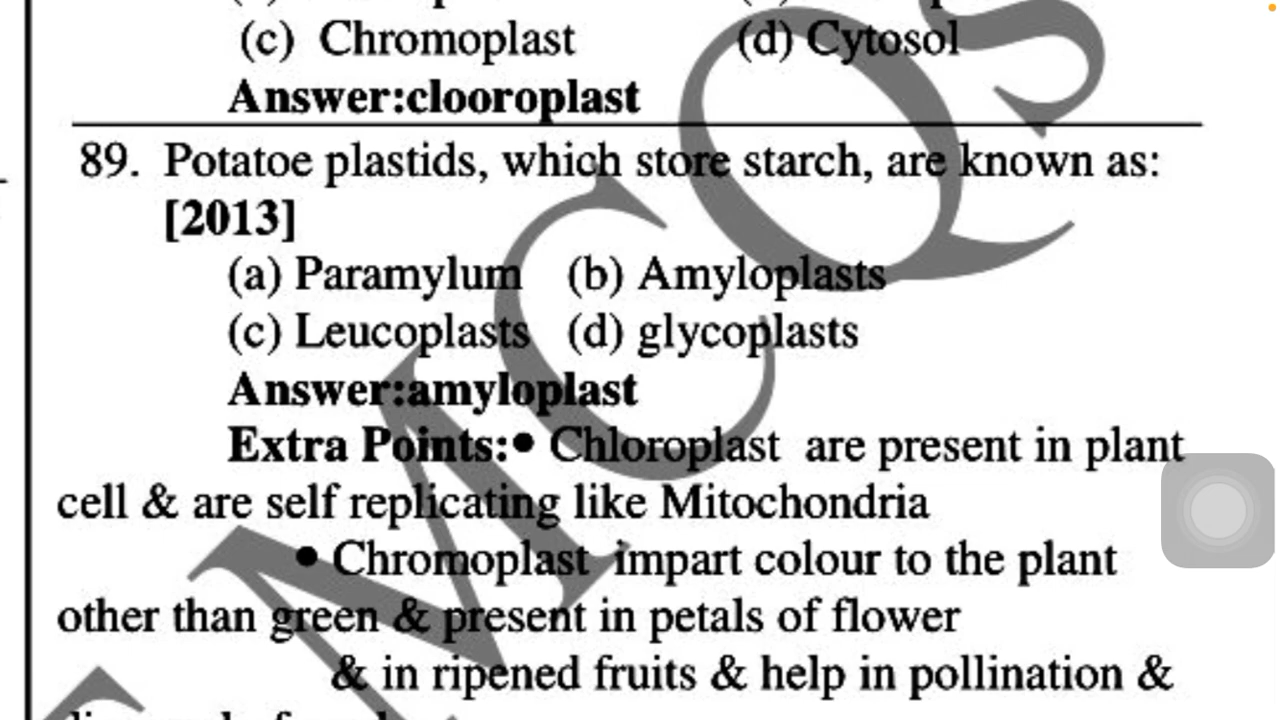 (c) Chromoplast (d) Cytosol
Answer:clooroplast
89. Potatoe plastids, which store starch, are known as:
[2013]
(a) Paramylum (b) Amyloplasts
(c) Leucoplasts (d) glycoplasts
Answer:amyloplast
Extra Points:• Chloroplast are present in plant
cell & are self replicating like Mitochondria
• Chromoplast impart colour to the plant
other than green & present in petals of flower
& in ripened fruits & help in pollination &
MCQs